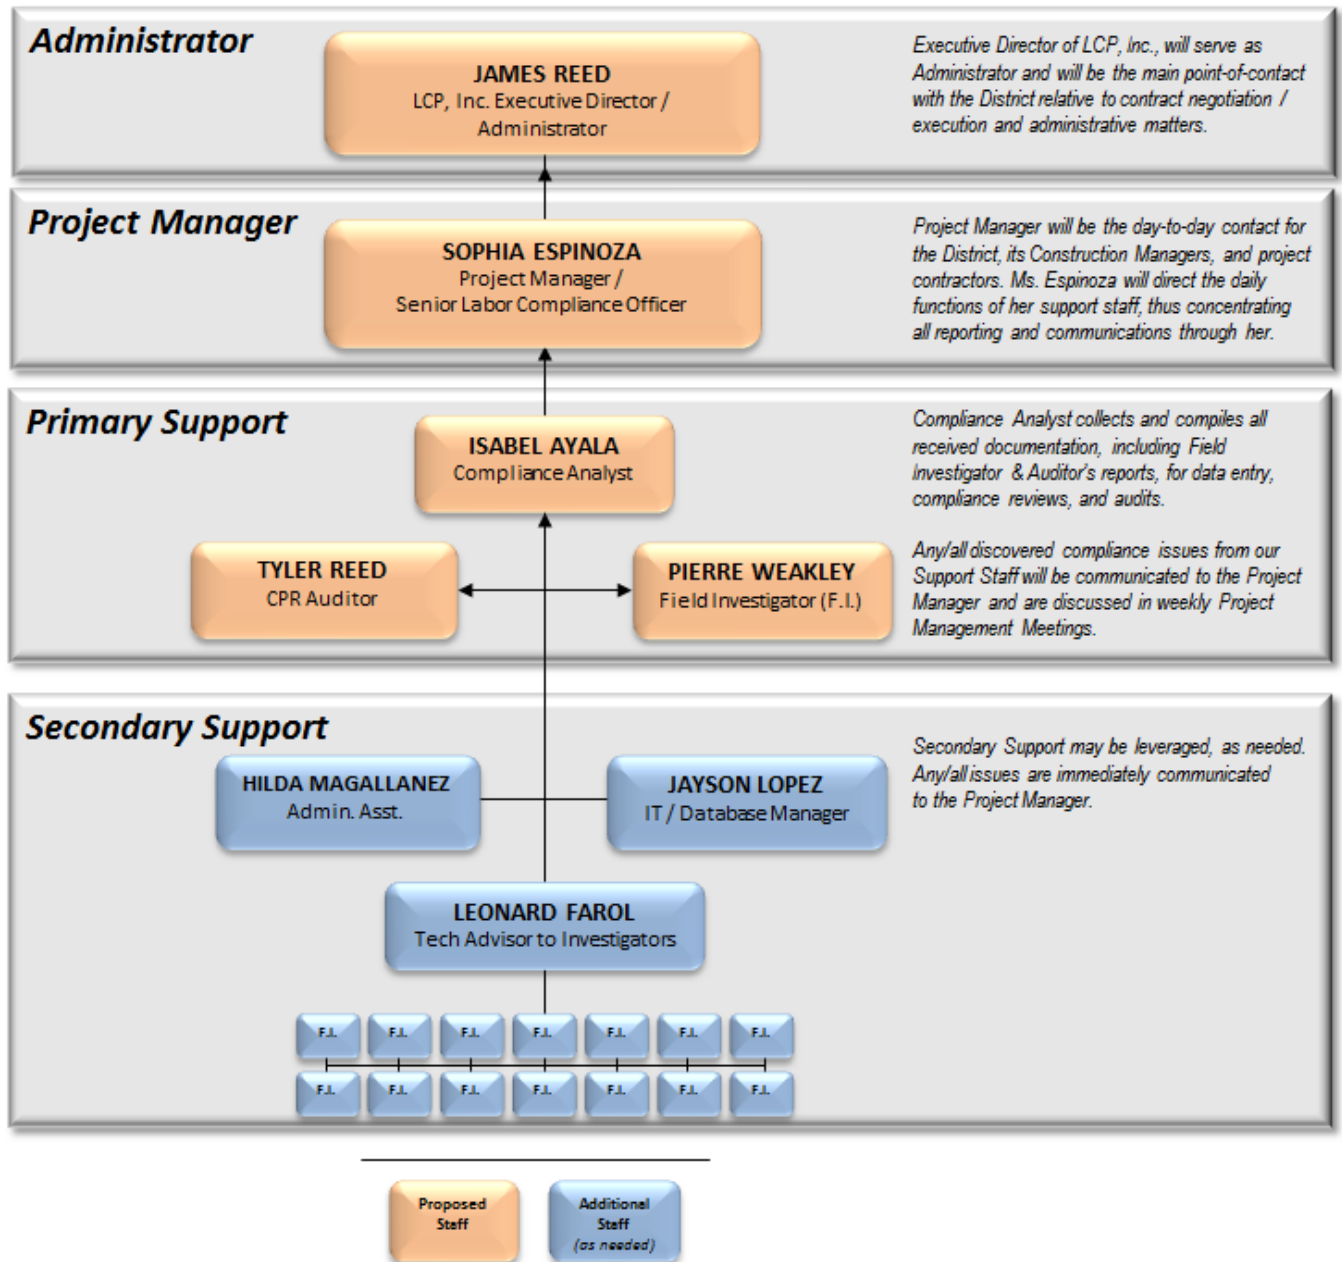 Administrator
JAMES REED
LCP, Inc. Executive Director /
Administrator
Executive Director of LCP, Inc., will serve as
Administrator and will be the main point-of-contact
with the District relative to contract negotiation /
execution and administrative matters.
Project Manager
SOPHIA ESPINOZA
Project Manager /
Senior Labor Compliance Officer
Project Manager will be the day-to-day contact for
the District, its Construction Managers, and project
contractors. Ms. Espinoza will direct the daily
functions of her support staff, thus concentrating
all reporting and communications through her.
Primary Support
ISABEL AYALA
Compliance Analyst
TYLER REED
CPR Auditor
PIERRE WEAKLEY
Field Investigator (F.I.)
Compliance Analyst collects and compiles all
received documentation, including Field
Investigator & Auditor's reports, for data entry,
compliance reviews, and audits.
Any/all discovered compliance issues from our
Support Staff will be communicated to the Project
Manager and are discussed in weekly Project
Management Meetings.
Secondary Support
HILDA MAGALLANEZ
Admin. Asst.
JAYSON LOPEZ
IT / Database Manager
Secondary Support may be leveraged, as needed.
Any/all issues are immediately communicated
to the Project Manager.
LEONARD FAROL
Tech Advisor to Investigators
F.I. F.I. F.I. F.I. F.I. F.I. F.I.
F.I. F.I. F.I. F.I. F.I. F.I. F.I.
Proposed
Staff
Additional
Staff
(as needed)